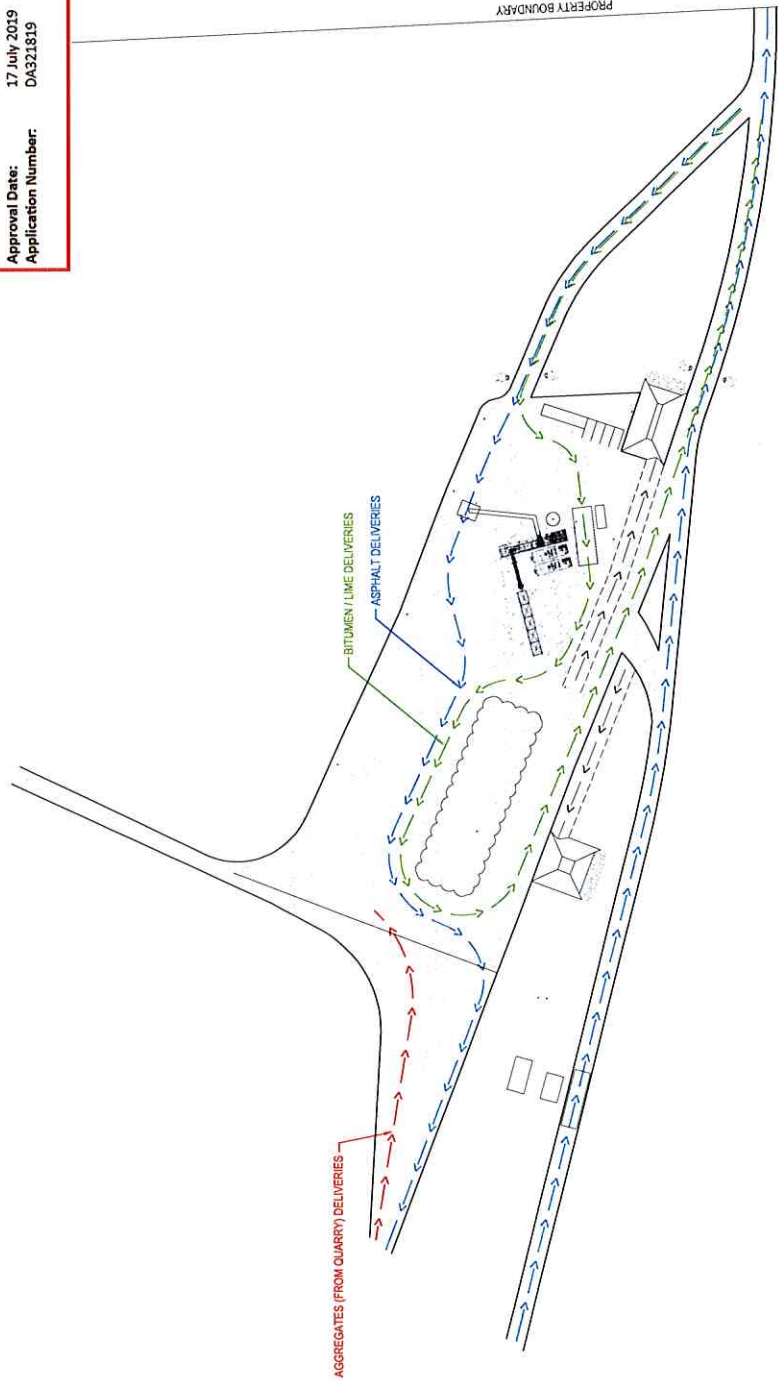 Approval Date: 17 July 2019
Application Number: DA321819
PROPERTY BOUNDARY
BITUMEN / LIME DELIVERIES
ASPHALT DELIVERIES
AGGREGATES (FROM QUARRY) DELIVERIES